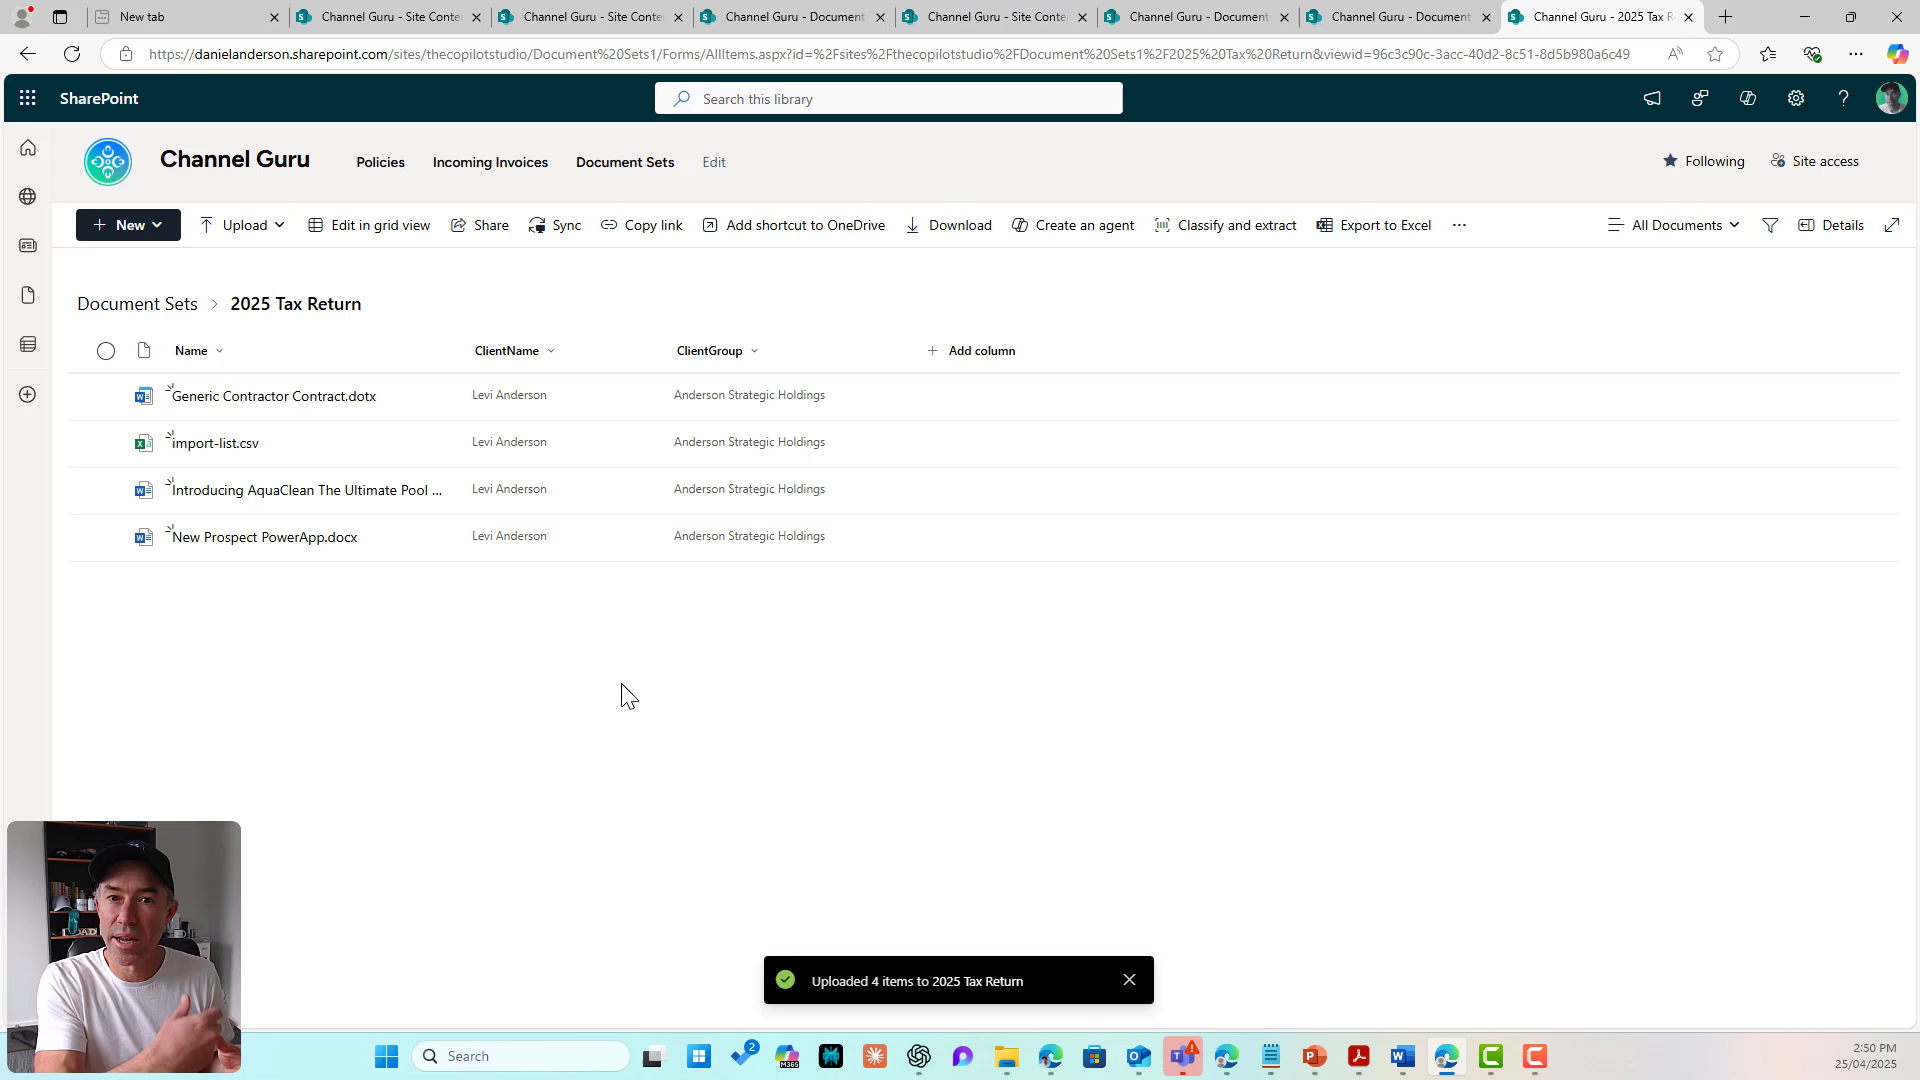 New tab
Channel Guru - Site Conte
Channel Guru - Site Conte
Channel Guru - Document
Channel Guru - Site Conte
Channel Guru - Document
Channel Guru - Document
Channel Guru - 2025 Tax R
https://danielanderson.sharepoint.com/sites/thecopilotstudio/Document%20Sets1/Forms/AllItems.aspx?id=%2Fsites%2Fthecopilotstudio%2FDocument%20Sets1%2F2025%20Tax%20Return&viewid=96c3c90c-3acc-40d2-8c51-8d5b980a6c49
SharePoint
Search this library
Channel Guru
Policies
Incoming Invoices
Document Sets
Edit
Following
Site access
New
Upload
Edit in grid view
Share
Sync
Copy link
Add shortcut to OneDrive
Download
Create an agent
Classify and extract
Export to Excel
All Documents
Details
Document Sets > 2025 Tax Return
Name
ClientName
ClientGroup
Add column
Generic Contractor Contract.dotx
Levi Anderson
Anderson Strategic Holdings
import-list.csv
Levi Anderson
Anderson Strategic Holdings
Introducing AquaClean The Ultimate Pool ...
Levi Anderson
Anderson Strategic Holdings
New Prospect PowerApp.docx
Levi Anderson
Anderson Strategic Holdings
Uploaded 4 items to 2025 Tax Return
Search
2
M365
2:50 PM
25/04/2025